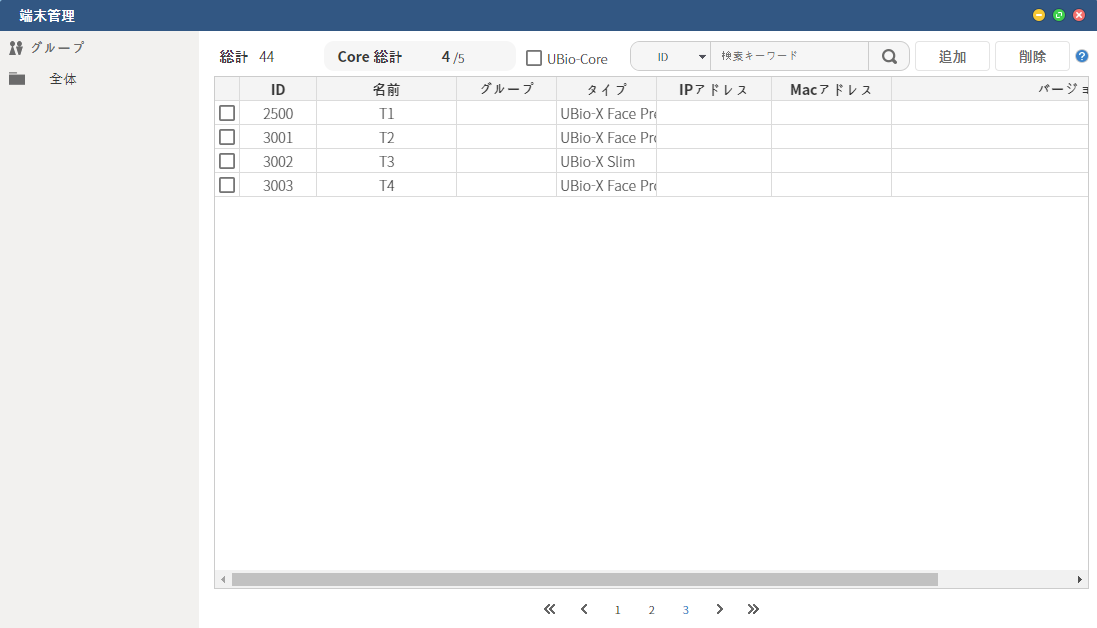 端末管理
グループ
全体
総計 44 Core 総計 4 /5 UBio-Core ID 検索キーワード 追加 削除 ?
ID 名前 グループ タイプ IPアドレス Macアドレス バージョ
2500 T1 UBio-X Face Pro
3001 T2 UBio-X Face Pro
3002 T3 UBio-X Slim
3003 T4 UBio-X Face Pro
1 2 3